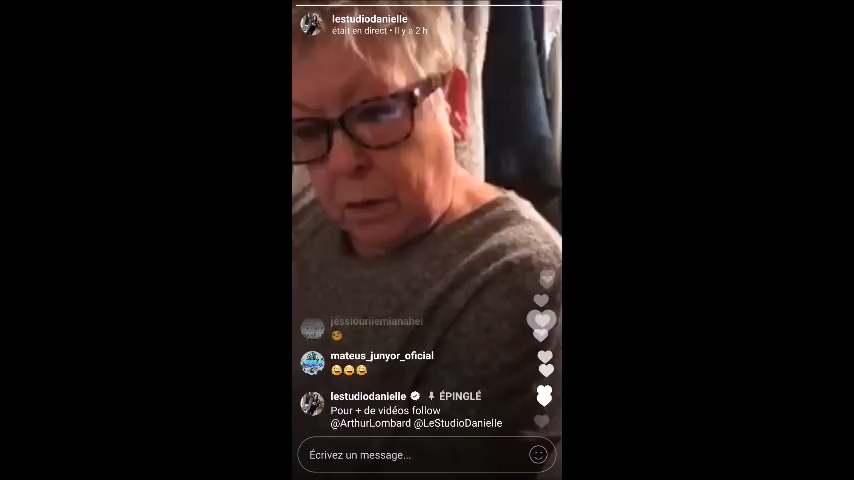 lestudiodanielle
était en direct • Il y a 2 h
mateus_junyor_oficial
😜😜😜
lestudiodanielle ÉPINGLÉ
Pour + de vidéos follow
@ArthurLombard @LeStudioDanielle
Écrivez un message...